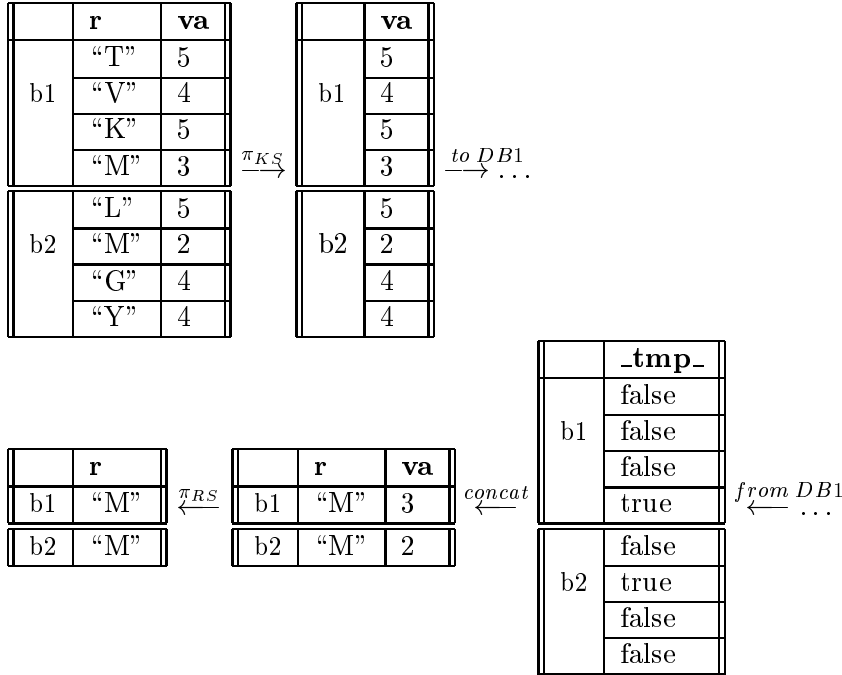 r va va
“T” 5 5
b1 “V” 4 b1 4
“K” 5 5
“M” 3 πKS ⟶ 3 to DB1 ⟶ ...
“L” 5 5
b2 “M” 2 b2 2
“G” 4 4
“Y” 4 4
_tmp_
false
b1 false
r r va false
b1 “M” πRS ⟵ b1 “M” 3 concat ⟵ true from DB1 ⟵ ...
b2 “M” b2 “M” 2 false
b2 true
false
false